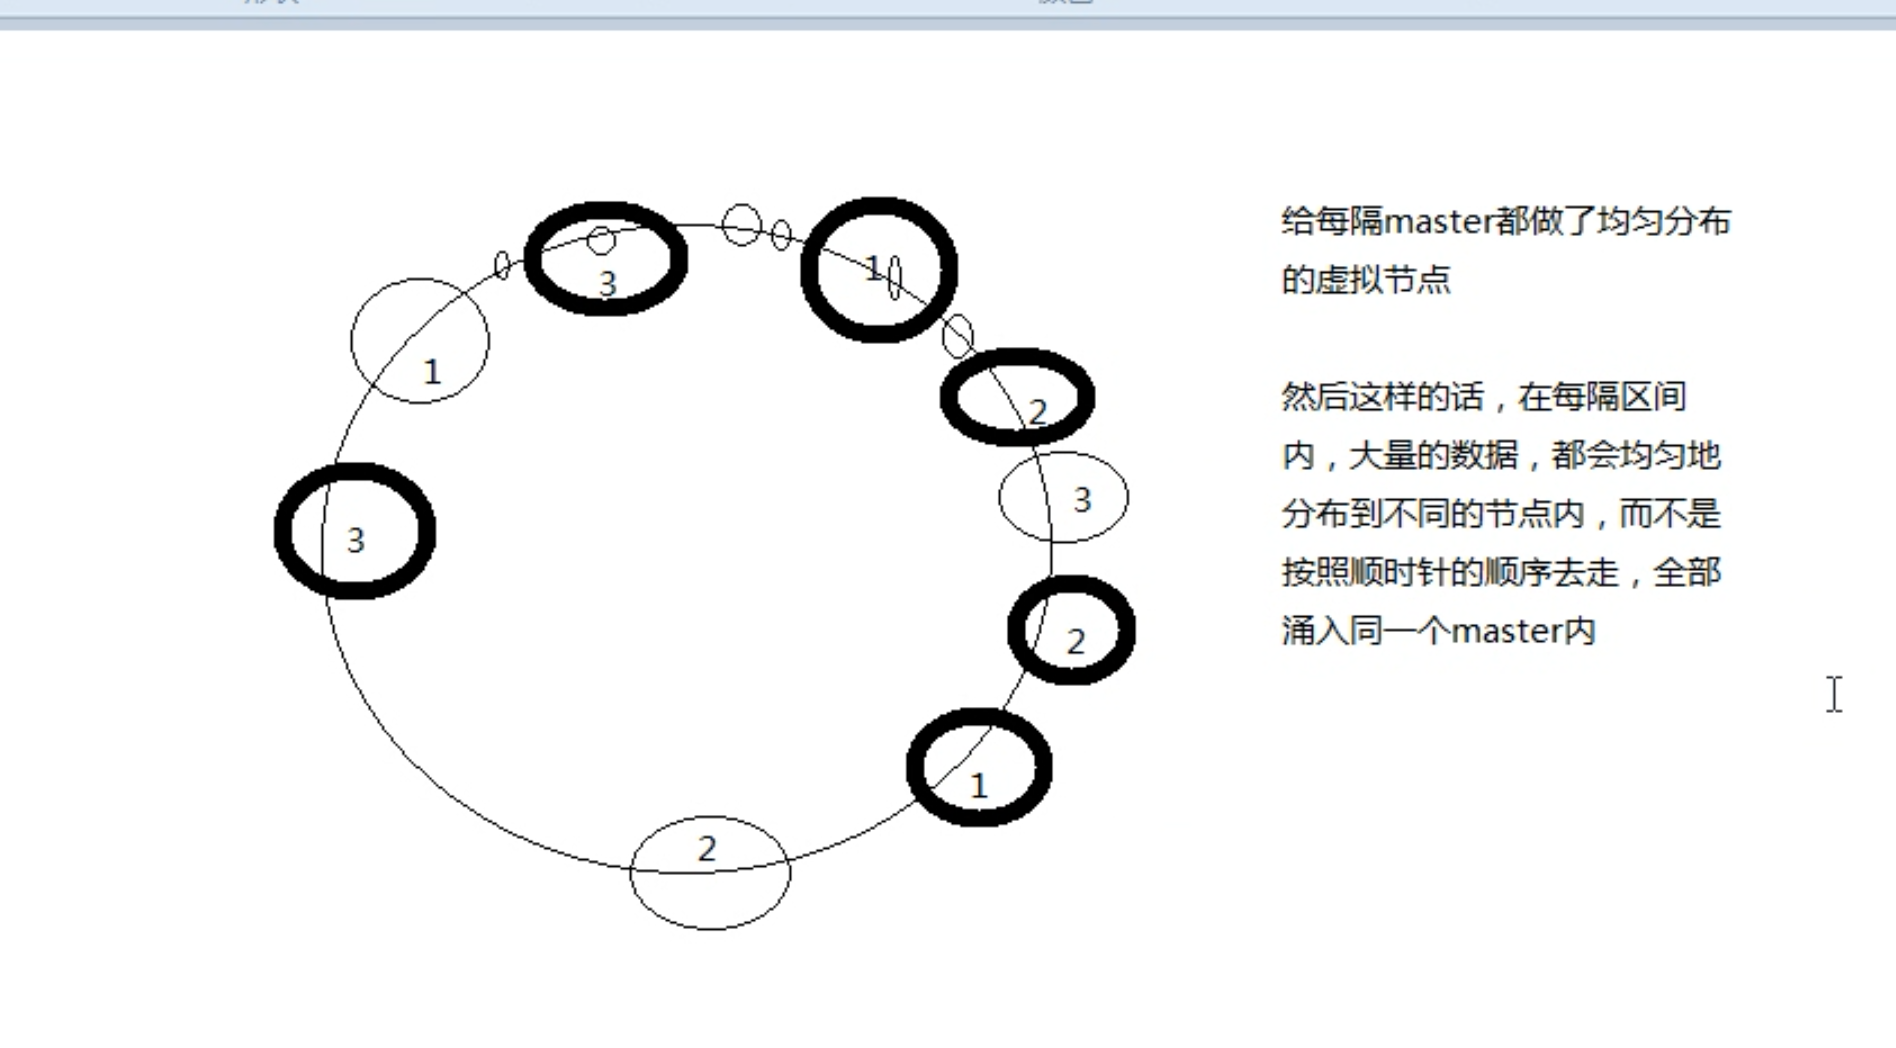 3
1
1
2
3
3
2
1
2
给每隔master都做了均匀分布
的虚拟节点
然后这样的话，在每隔区间
内，大量的数据，都会均匀地
分布到不同的节点内，而不是
按照顺时针的顺序去走，全部
涌入同一个master内